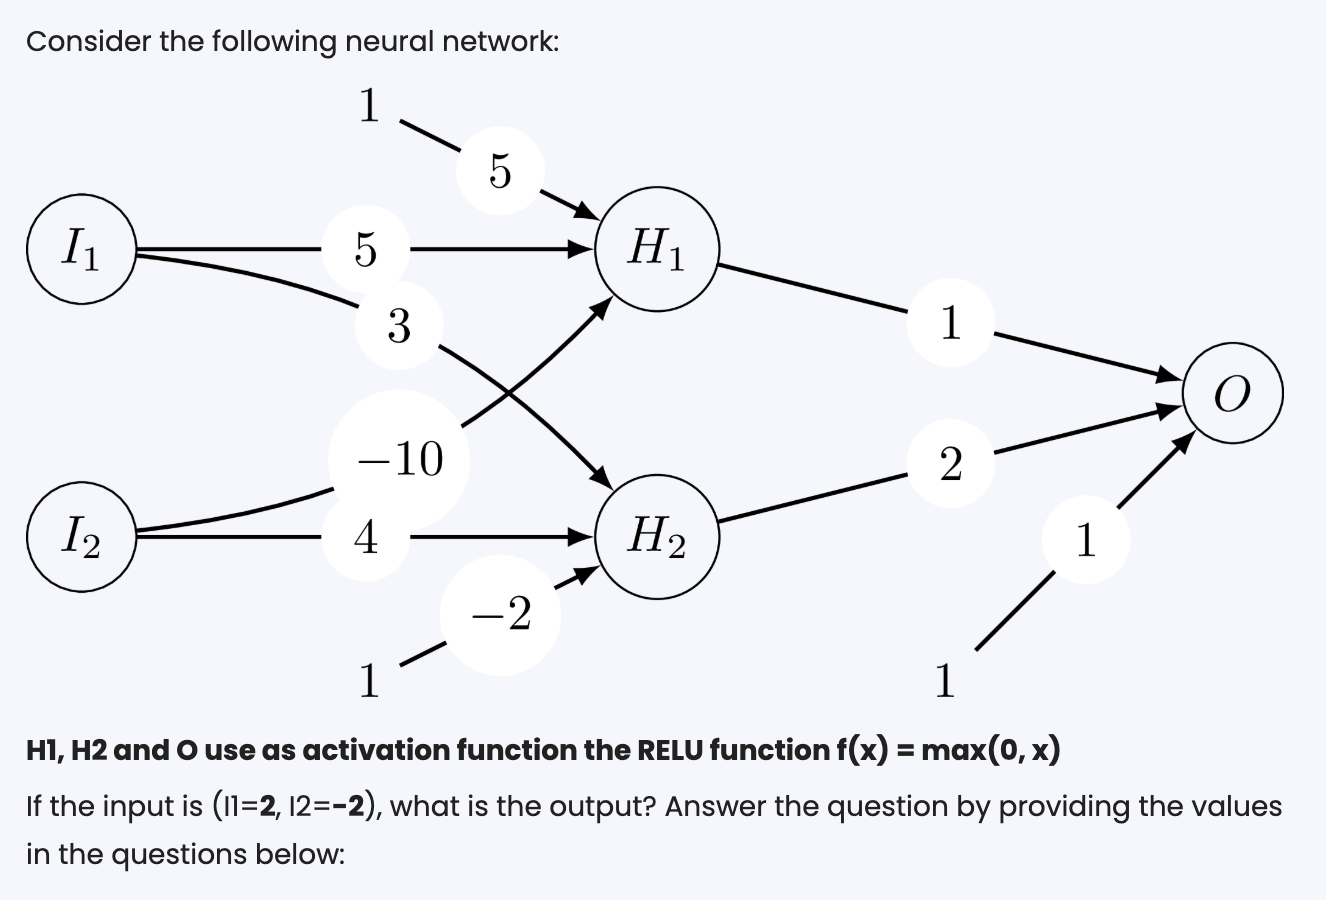 Consider the following neural network:
1
5
I₁
5
H₁
3
1
−10
O
I₂
4
H₂
2
−2
1
1
1
H1, H2 and O use as activation function the RELU function f(x) = max(0, x)
If the input is (I1=2, I2=−2), what is the output? Answer the question by providing the values
in the questions below: